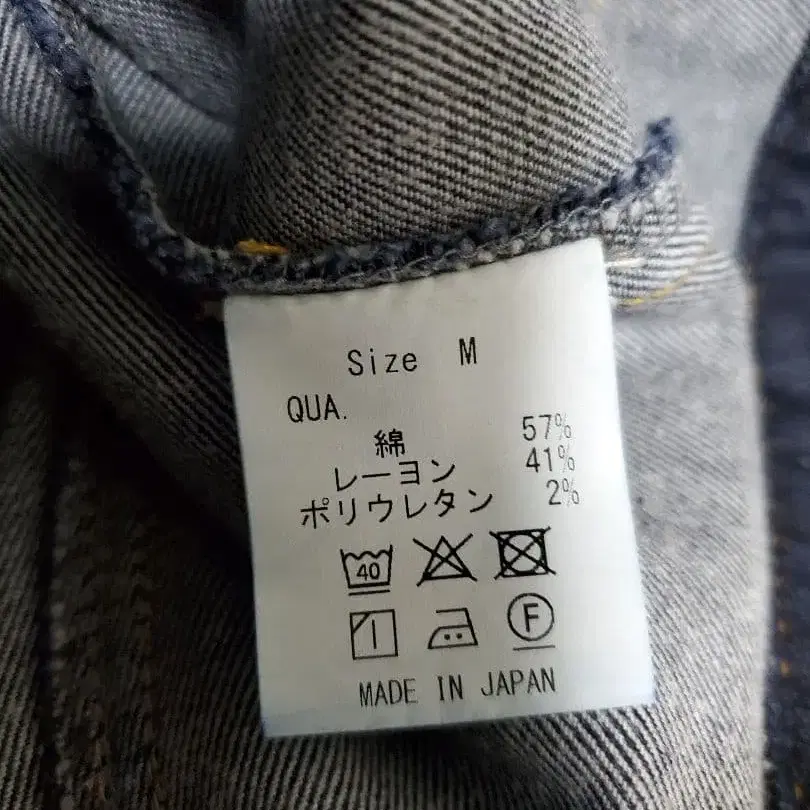 Size M
QUA.
綿 57%
レーヨン 41%
ポリウレタン 2%
40
F
MADE IN JAPAN